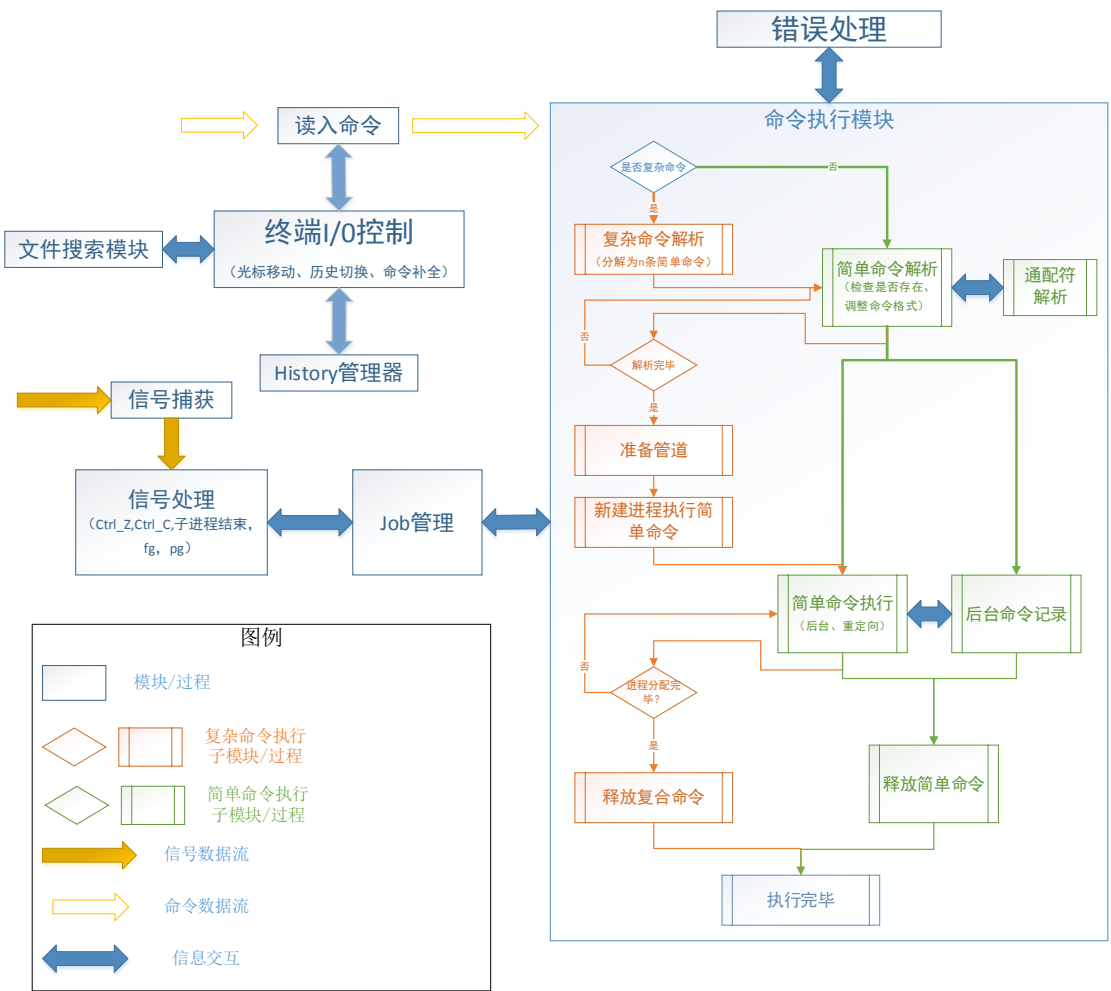 错误处理
读入命令
终端I/0控制
（光标移动、历史切换、命令补全）
文件搜索模块
History管理器
信号捕获
信号处理
（Ctrl_Z,Ctrl_C,子进程结束，
fg，pg）
Job管理
命令执行模块
是否复杂命令
否
是
复杂命令解析
（分解为n条简单命令）
简单命令解析
（检查是否存在、
调整命令格式）
通配符
解析
否
解析完毕
是
准备管道
新建进程执行简
单命令
简单命令执行
（后台、重定向）
后台命令记录
否
进程分配完
毕？
是
释放复合命令
释放简单命令
执行完毕
图例
模块/过程
复杂命令执行
子模块/过程
简单命令执行
子模块/过程
信号数据流
命令数据流
信息交互